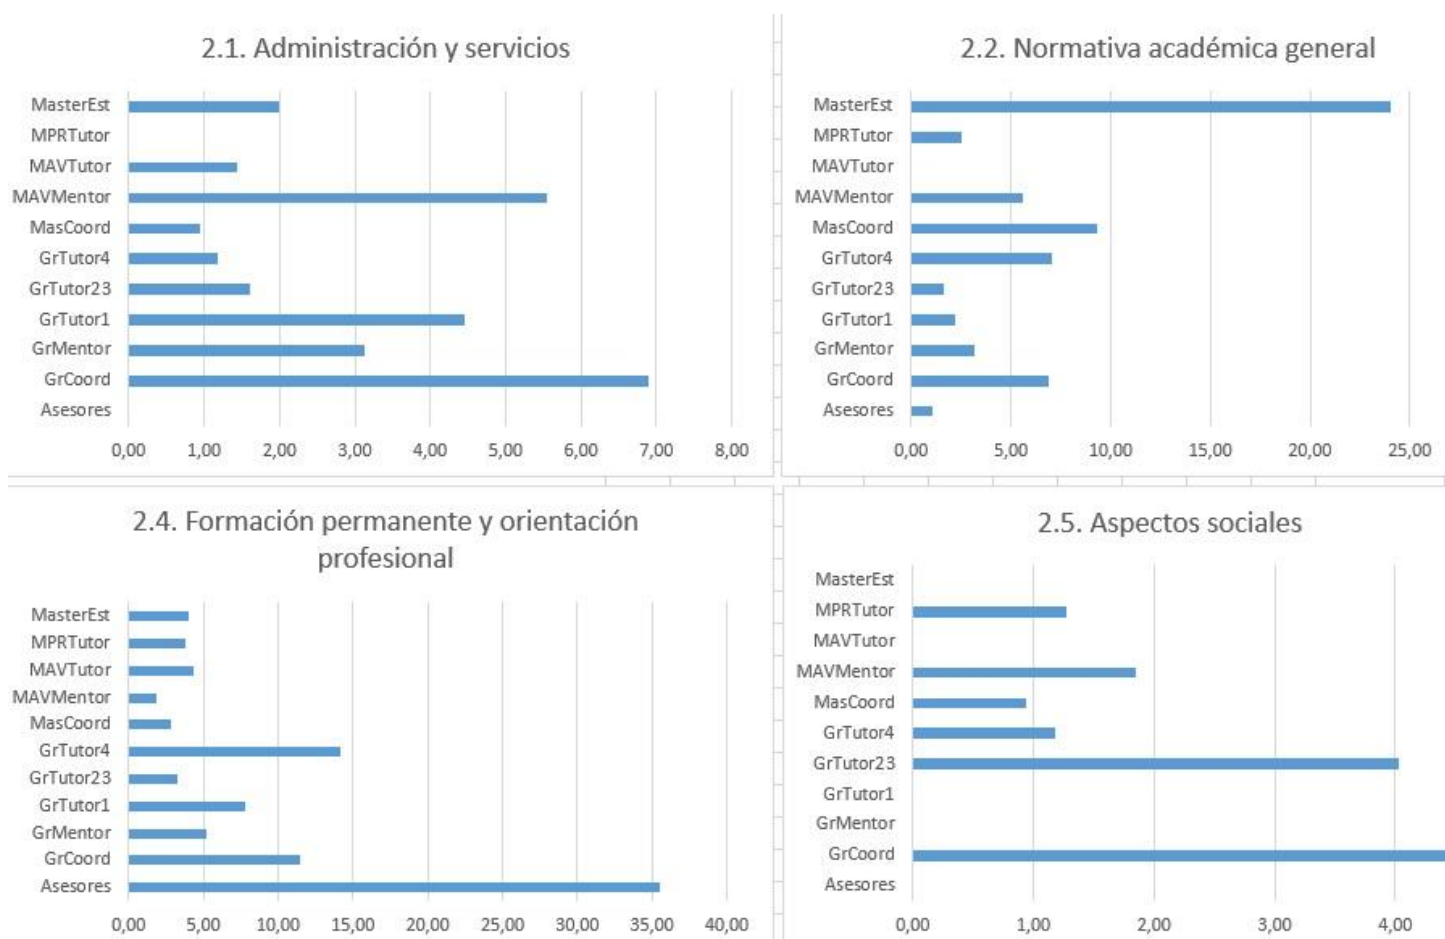 2.1. Administración y servicios
MasterEst
MPRTutor
MAVTutor
MAVMentor
MasCoord
GrTutor4
GrTutor23
GrTutor1
GrMentor
GrCoord
Asesores
0,00 1,00 2,00 3,00 4,00 5,00 6,00 7,00 8,00
2.2. Normativa académica general
MasterEst
MPRTutor
MAVTutor
MAVMentor
MasCoord
GrTutor4
GrTutor23
GrTutor1
GrMentor
GrCoord
Asesores
0,00 5,00 10,00 15,00 20,00 25,00
2.4. Formación permanente y orientación
profesional
MasterEst
MPRTutor
MAVTutor
MAVMentor
MasCoord
GrTutor4
GrTutor23
GrTutor1
GrMentor
GrCoord
Asesores
0,00 5,00 10,00 15,00 20,00 25,00 30,00 35,00 40,00
2.5. Aspectos sociales
MasterEst
MPRTutor
MAVTutor
MAVMentor
MasCoord
GrTutor4
GrTutor23
GrTutor1
GrMentor
GrCoord
Asesores
0,00 1,00 2,00 3,00 4,00